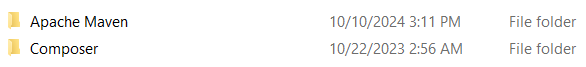 Apache Maven 10/10/2024 3:11 PM File folder
Composer 10/22/2023 2:56 AM File folder